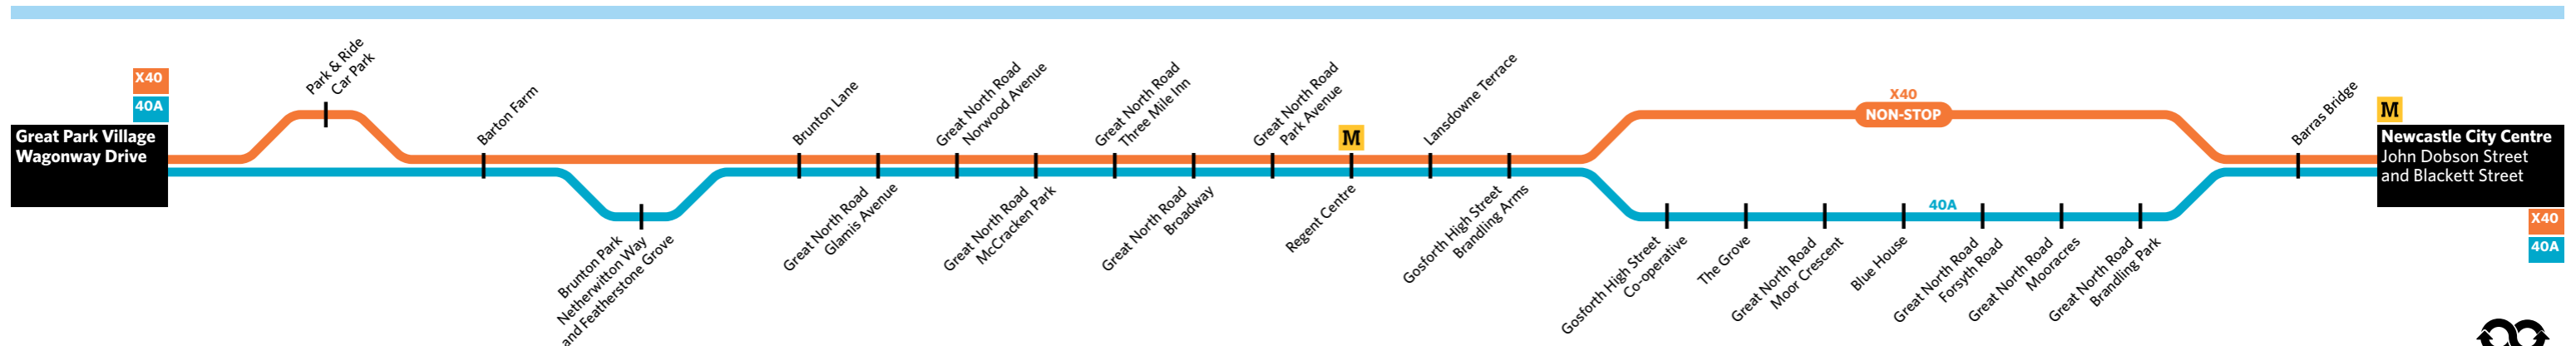 X40
40A
Great Park Village
Wagonway Drive
Park & Ride
Car Park
Barton Farm
Brunton Park
Netherwitton Way
and Featherstone Grove
Brunton Lane
Great North Road
Glamis Avenue
Great North Road
Norwood Avenue
Great North Road
McCracken Park
Great North Road
Three Mile Inn
Great North Road
Broadway
Great North Road
Park Avenue
M
Regent Centre
Lansdowne Terrace
Gosforth High Street
Brandling Arms
X40
NON-STOP
Gosforth High Street
Co-operative
The Grove
Great North Road
Moor Crescent
Blue House
40A
Great North Road
Forsyth Road
Great North Road
Mooracres
Great North Road
Brandling Park
Barras Bridge
M
Newcastle City Centre
John Dobson Street
and Blackett Street
X40
40A